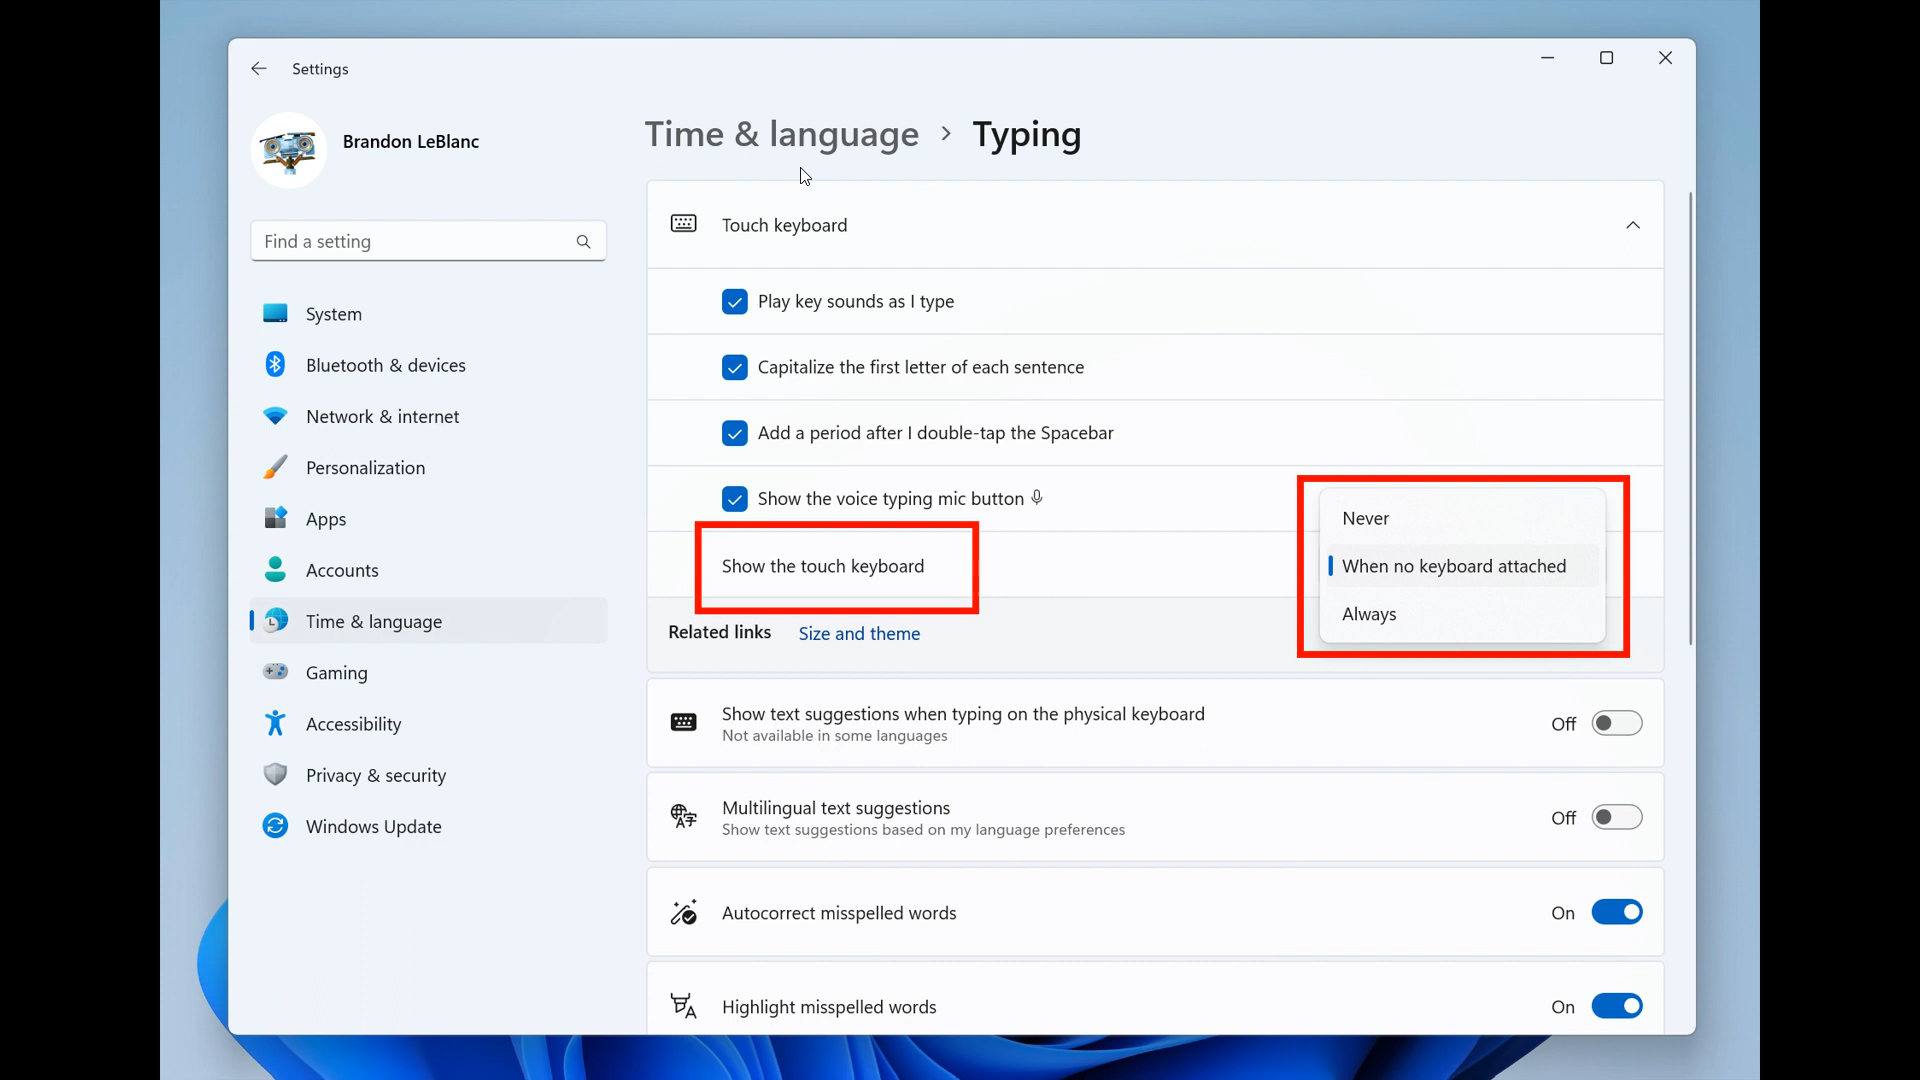 Settings
Brandon LeBlanc
Find a setting
System
Bluetooth & devices
Network & internet
Personalization
Apps
Accounts
Time & language
Gaming
Accessibility
Privacy & security
Windows Update
Time & language > Typing
Touch keyboard
Play key sounds as I type
Capitalize the first letter of each sentence
Add a period after I double-tap the Spacebar
Show the voice typing mic button
Show the touch keyboard
Never
When no keyboard attached
Always
Related links Size and theme
Show text suggestions when typing on the physical keyboard
Not available in some languages
Off
Multilingual text suggestions
Show text suggestions based on my language preferences
Off
Autocorrect misspelled words
On
Highlight misspelled words
On